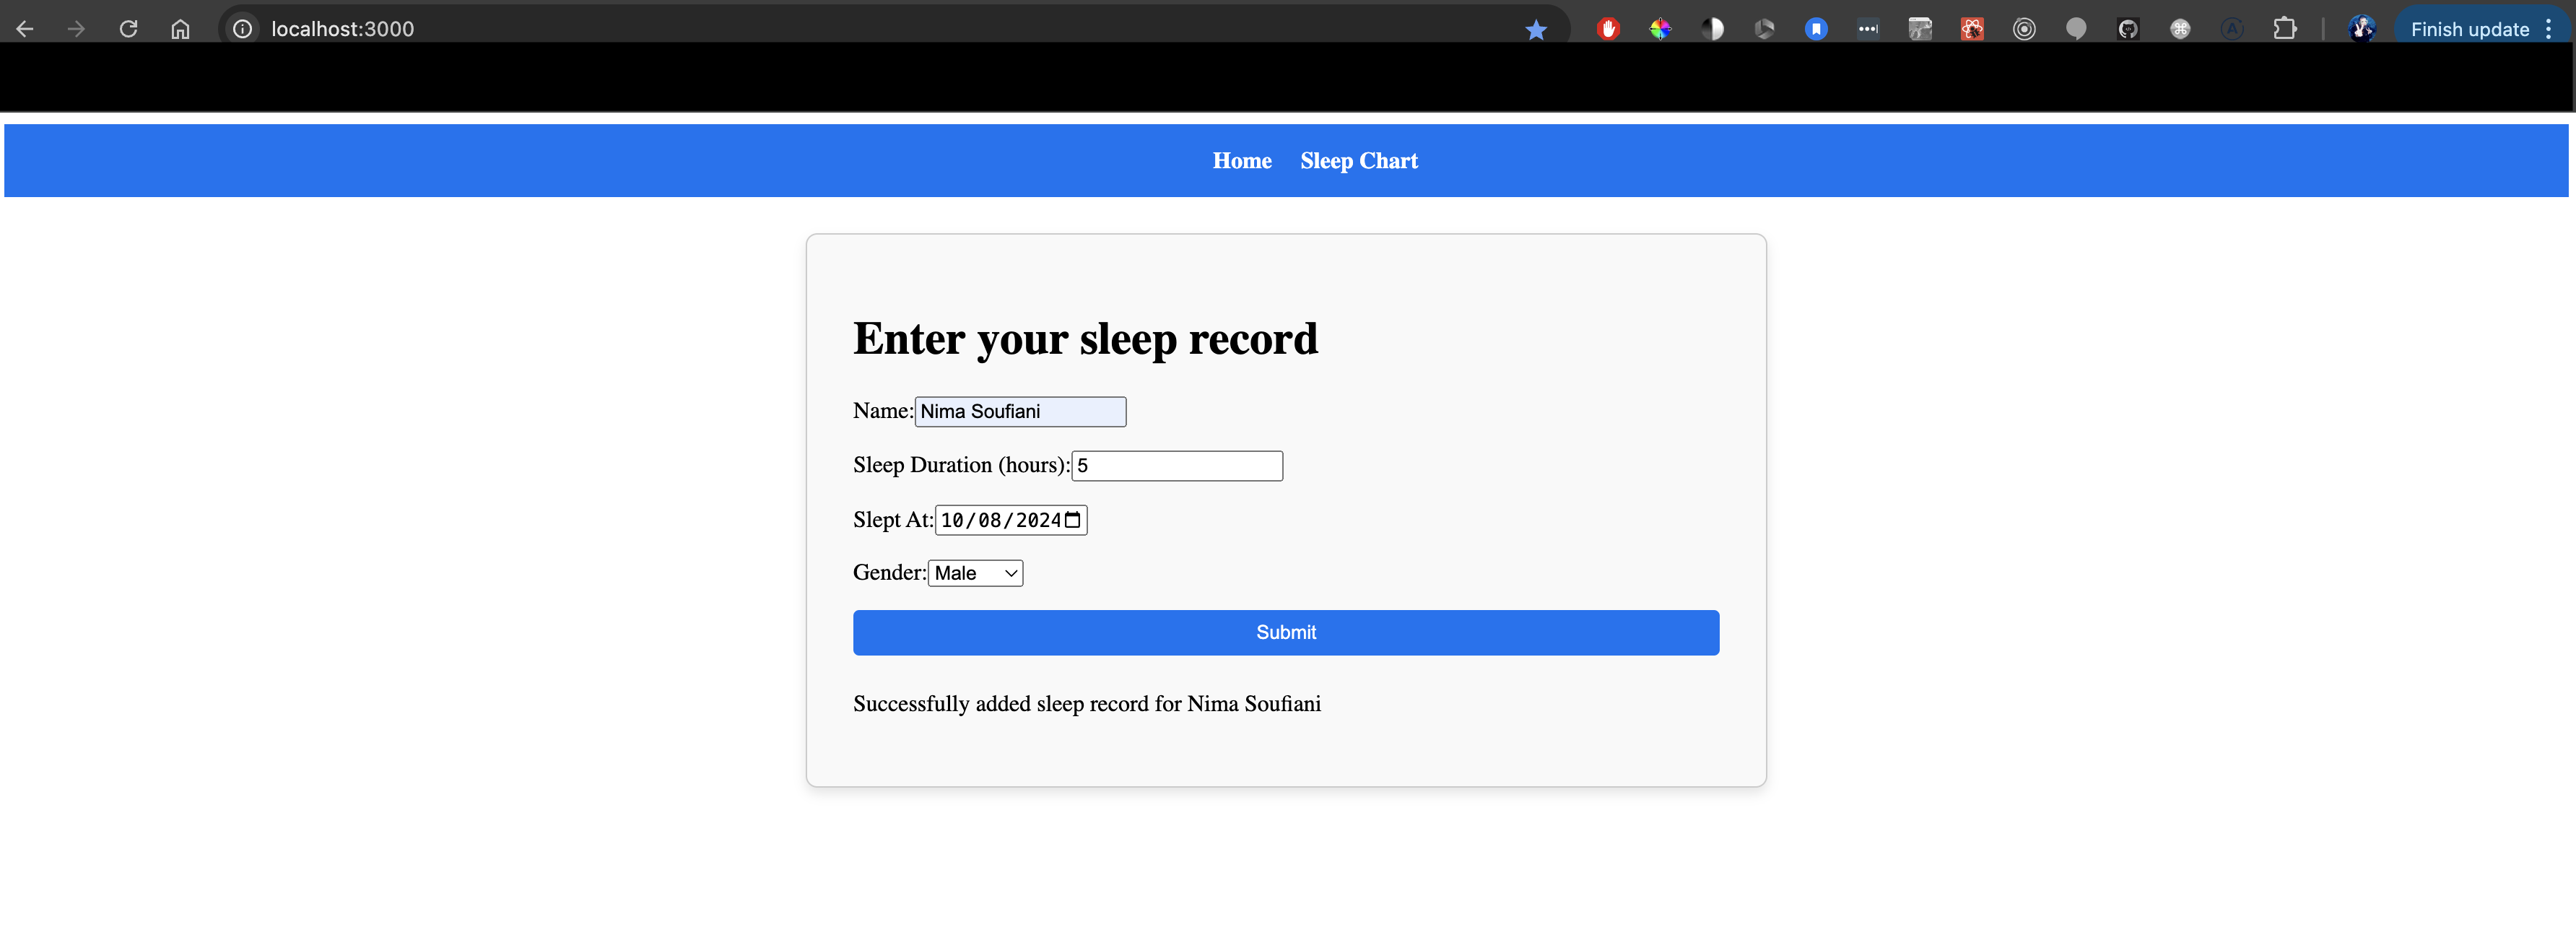 localhost:3000
Finish update
Home Sleep Chart
Enter your sleep record
Name: Nima Soufiani
Sleep Duration (hours): 5
Slept At: 10/08/2024
Gender: Male
Submit
Successfully added sleep record for Nima Soufiani